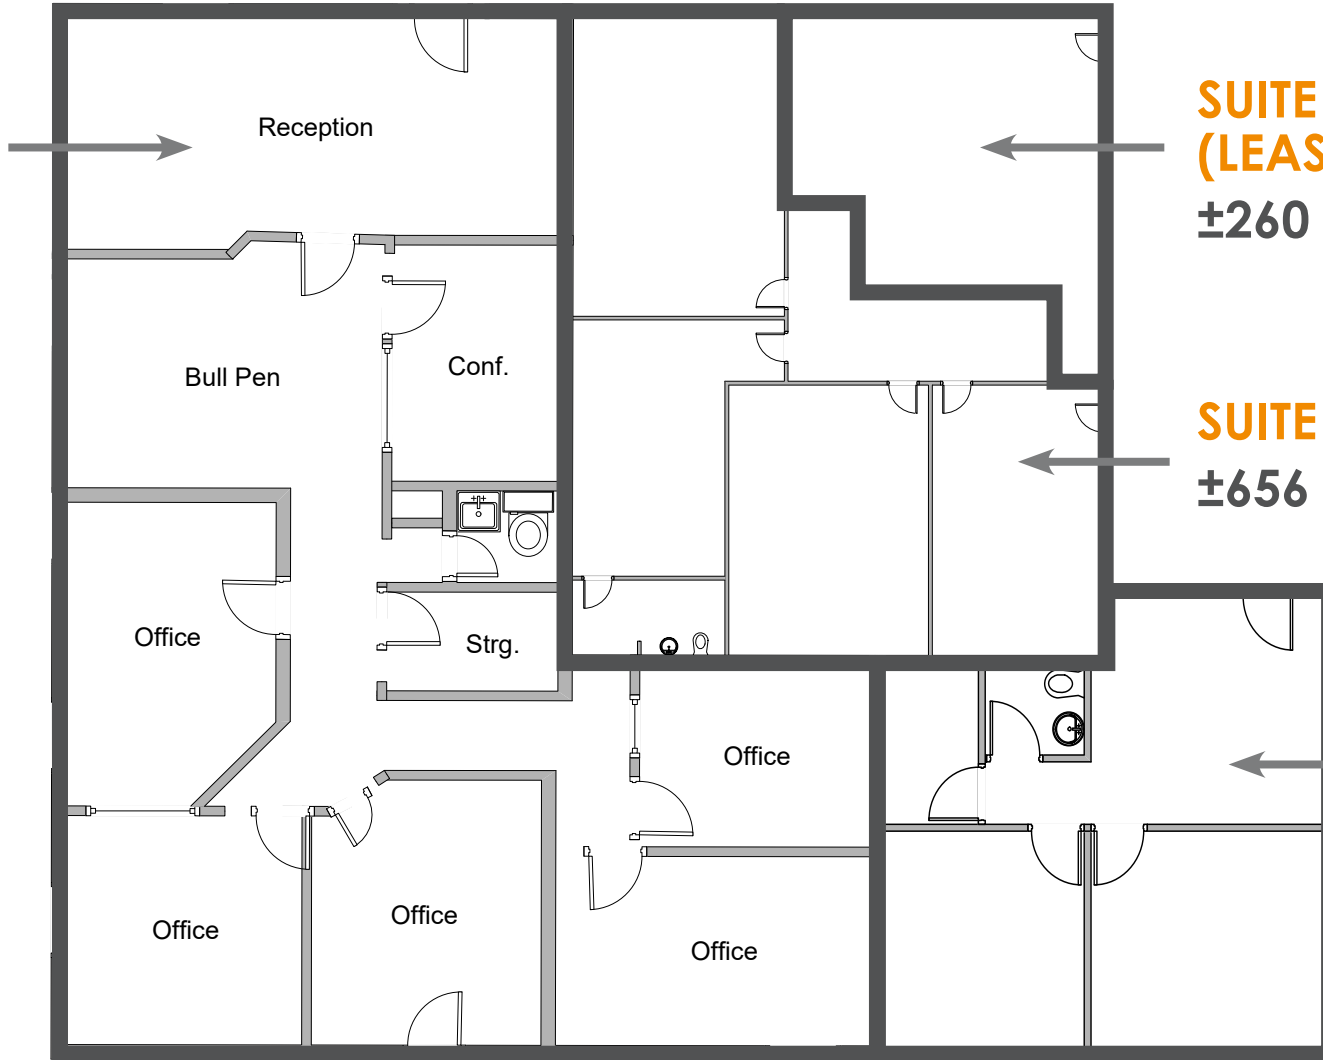 Reception
SUITE
(LEAS
±260
Bull Pen
Conf.
SUITE
±656
Office
Strg.
Office
Office
Office
Office